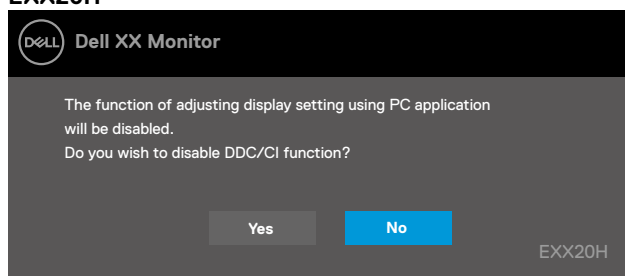 EXX20H
DELL Dell XX Monitor
The function of adjusting display setting using PC application
will be disabled.
Do you wish to disable DDC/CI function?
Yes No
EXX20H